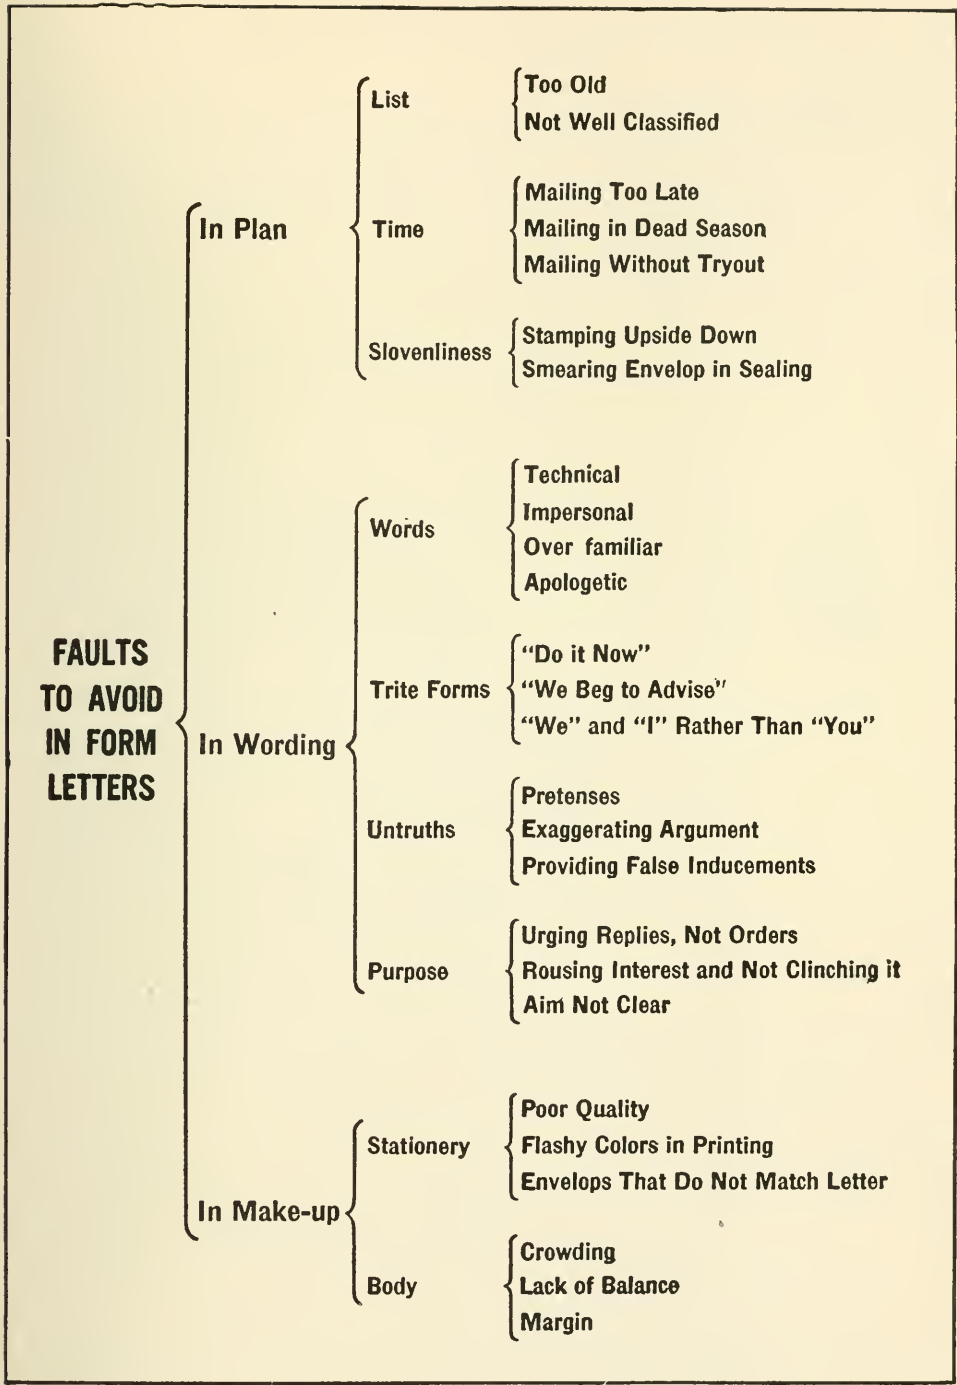 FAULTS
TO AVOID
IN FORM
LETTERS
In Plan
List
Too Old
Not Well Classified
Time
Mailing Too Late
Mailing in Dead Season
Mailing Without Tryout
Slovenliness
Stamping Upside Down
Smearing Envelop in Sealing
In Wording
Words
Technical
Impersonal
Over familiar
Apologetic
Trite Forms
“Do it Now”
“We Beg to Advise”
“We” and “I” Rather Than “You”
Untruths
Pretenses
Exaggerating Argument
Providing False Inducements
Purpose
Urging Replies, Not Orders
Rousing Interest and Not Clinching it
Aim Not Clear
In Make-up
Stationery
Poor Quality
Flashy Colors in Printing
Envelops That Do Not Match Letter
Body
Crowding
Lack of Balance
Margin